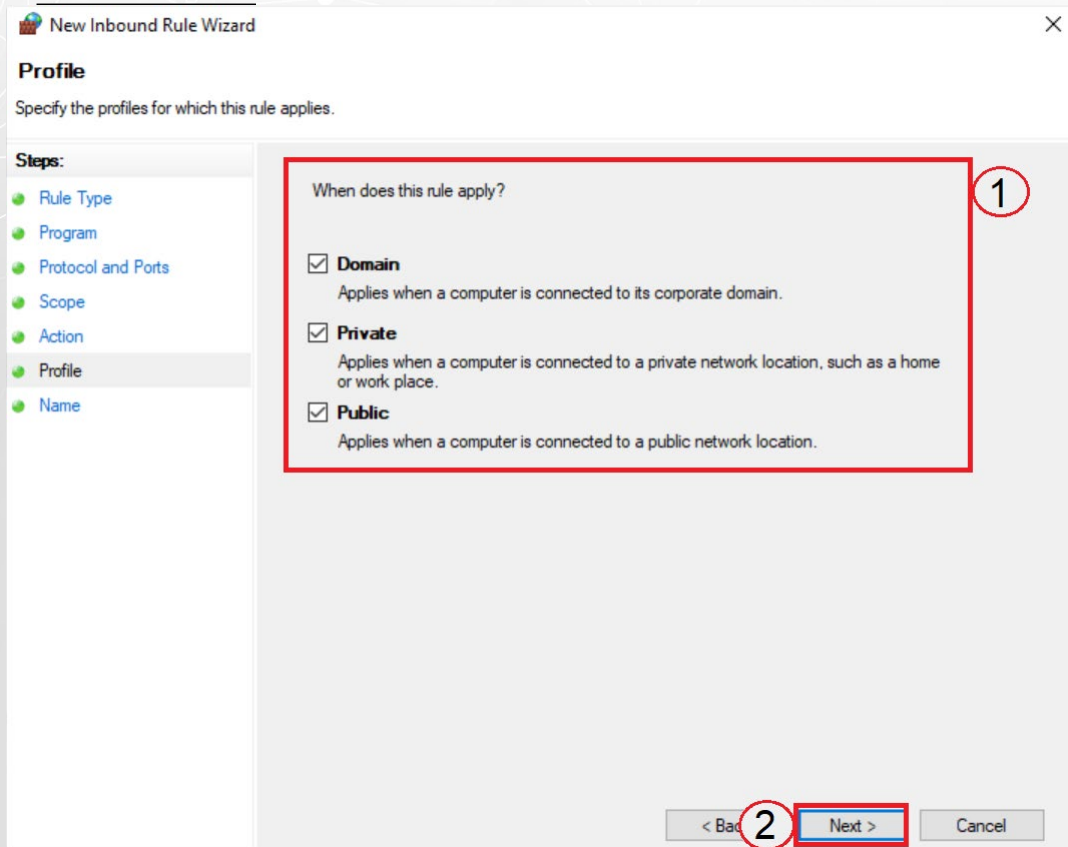 New Inbound Rule Wizard
Profile
Specify the profiles for which this rule applies.
Steps:
Rule Type
Program
Protocol and Ports
Scope
Action
Profile
Name
When does this rule apply?
1
Domain
Applies when a computer is connected to its corporate domain.
Private
Applies when a computer is connected to a private network location, such as a home
or work place.
Public
Applies when a computer is connected to a public network location.
< Bac 2 Next > Cancel